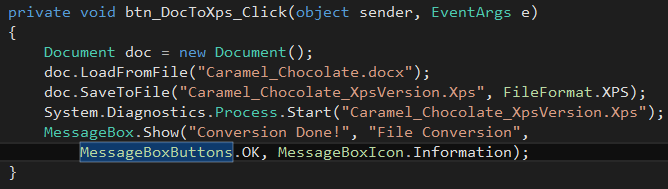 private void btn_DocToXps_Click(object sender, EventArgs e)
{
Document doc = new Document();
doc.LoadFromFile("Caramel_Chocolate.docx");
doc.SaveToFile("Caramel_Chocolate_XpsVersion.Xps", FileFormat.XPS);
System.Diagnostics.Process.Start("Caramel_Chocolate_XpsVersion.Xps");
MessageBox.Show("Conversion Done!", "File Conversion",
MessageBoxButtons.OK, MessageBoxIcon.Information);
}